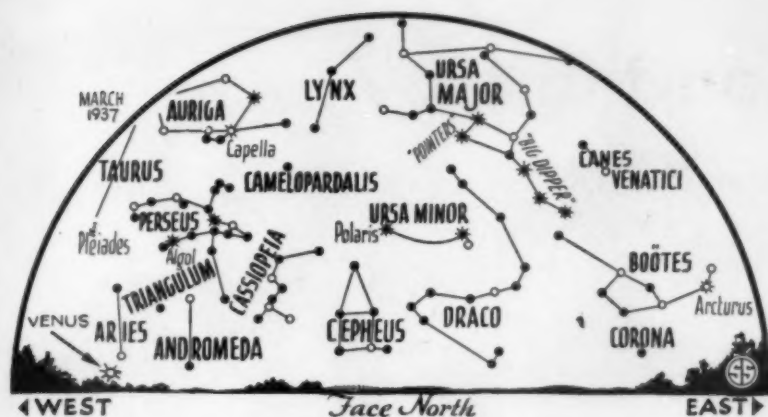 MARCH
1937
AURIGA
LYNX
URSA
MAJOR
Capella
"POINTERS"
"BIG DIPPER"
CANES
VENATICI
TAURUS
CAMELOPARDALIS
PERSEUS
Pleiades
Algol
Polaris
URSA MINOR
CASSIOPEIA
TRIANGULUM
BOÖTES
Arcturus
VENUS
ARIES
ANDROMEDA
CEPHEUS
DRACO
CORONA
SS
WEST
Face North
EAST